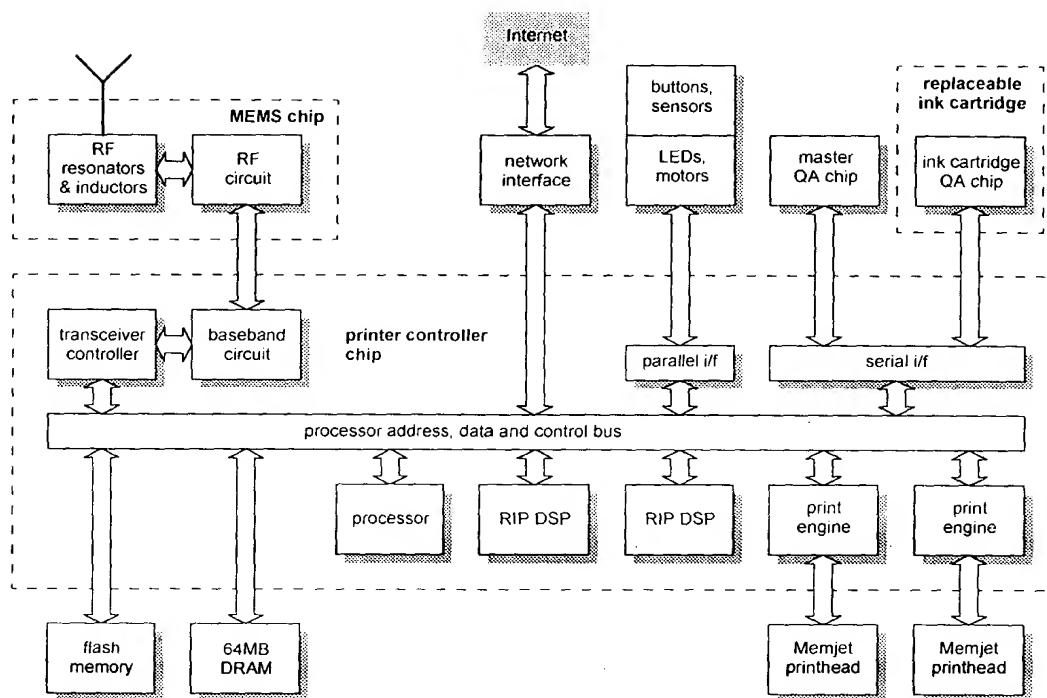 Internet
buttons,
sensors
replaceable
ink cartridge
MEMS chip
RF
resonators
& inductors
RF
circuit
network
interface
LEDs,
motors
master
QA chip
ink cartridge
QA chip
transceiver
controller
baseband
circuit
printer controller
chip
parallel i/f
serial i/f
processor address, data and control bus
processor
RIP DSP
RIP DSP
print
engine
print
engine
flash
memory
64MB
DRAM
Memjet
printhead
Memjet
printhead